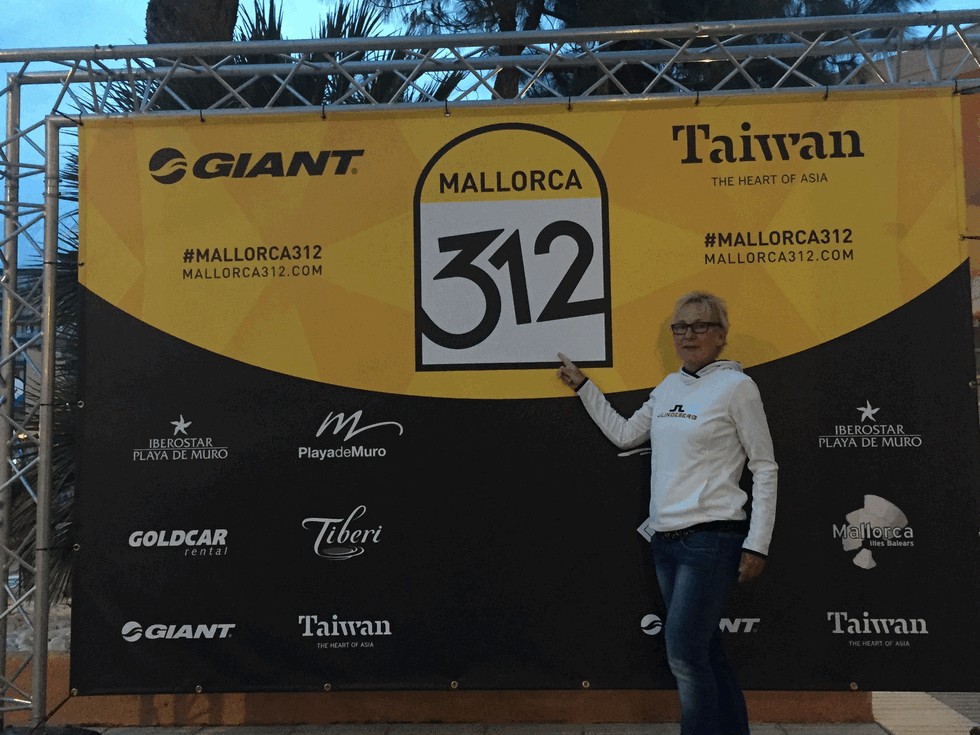 GIANT
MALLORCA
312
Taiwan
THE HEART OF ASIA
#MALLORCA312
MALLORCA312.COM
#MALLORCA312
MALLORCA312.COM
J.LINDEBERG
IBEROSTAR
PLAYA DE MURO
PlayadeMuro
IBEROSTAR
PLAYA DE MURO
GOLDCAR
rental
Tiberi
Mallorca
Illes Balears
GIANT
Taiwan
THE HEART OF ASIA
NT
Taiwan
THE HEART OF ASIA